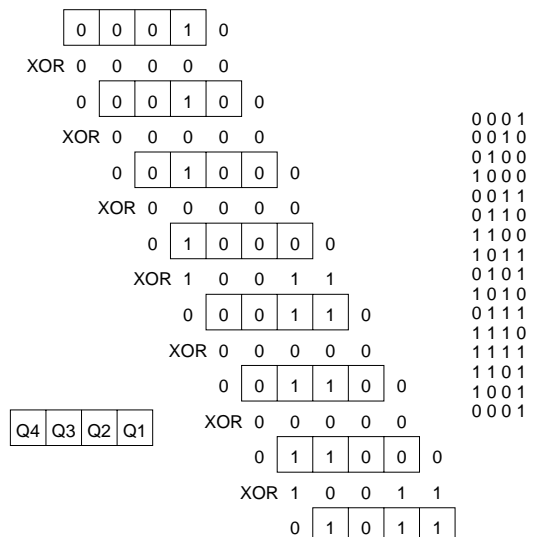 0 0 0 1 0
XOR 0 0 0 0 0
0 0 0 1 0 0
XOR 0 0 0 0 0
0 0 1 0 0 0
XOR 0 0 0 0 0
0 1 0 0 0 0
XOR 1 0 0 1 1
0 0 0 1 1 0
XOR 0 0 0 0 0
0 0 1 1 0 0
XOR 0 0 0 0 0
0 1 1 0 0 0
XOR 1 0 0 1 1
0 1 0 1 1
Q4 Q3 Q2 Q1
0 0 0 1
0 0 1 0
0 1 0 0
1 0 0 0
0 0 1 1
0 1 1 0
1 1 0 0
1 0 1 1
0 1 0 1
1 0 1 0
0 1 1 1
1 1 1 0
1 1 1 1
1 1 0 1
1 0 0 1
0 0 0 1